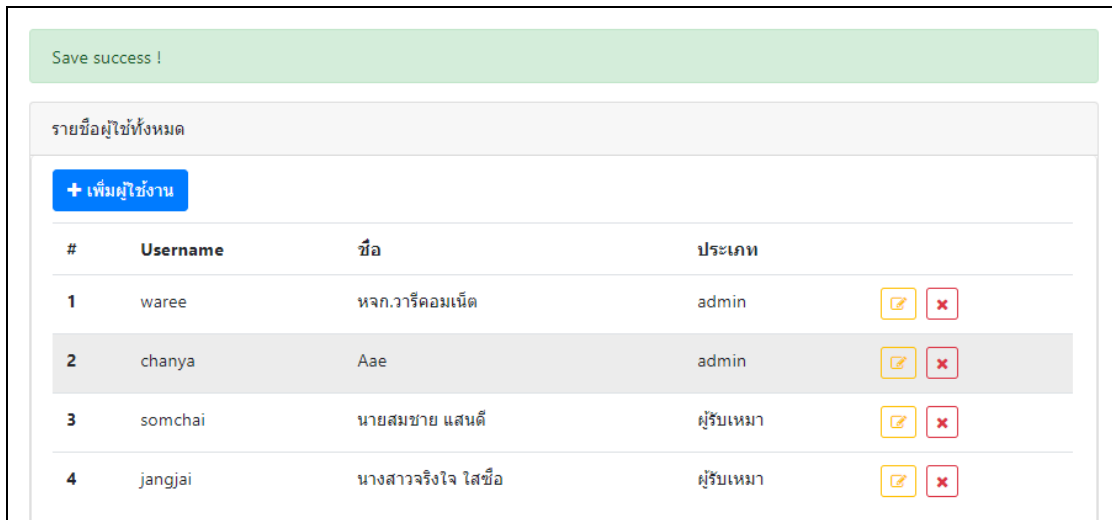 Save success !
รายชื่อผู้ใช้ทั้งหมด
เพิ่มผู้ใช้งาน
# Username ชื่อ ประเภท
1 waree หจก.วารีคอมเน็ต admin
2 chanya Aae admin
3 somchai นายสมชาย แสนดี ผู้รับเหมา
4 jangjai นางสาวจริงใจ ใสซื่อ ผู้รับเหมา